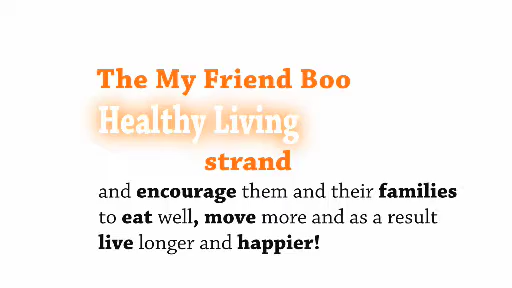 The My Friend Boo
Healthy Living
strand
and encourage them and their families
to eat well, move more and as a result
live longer and happier!